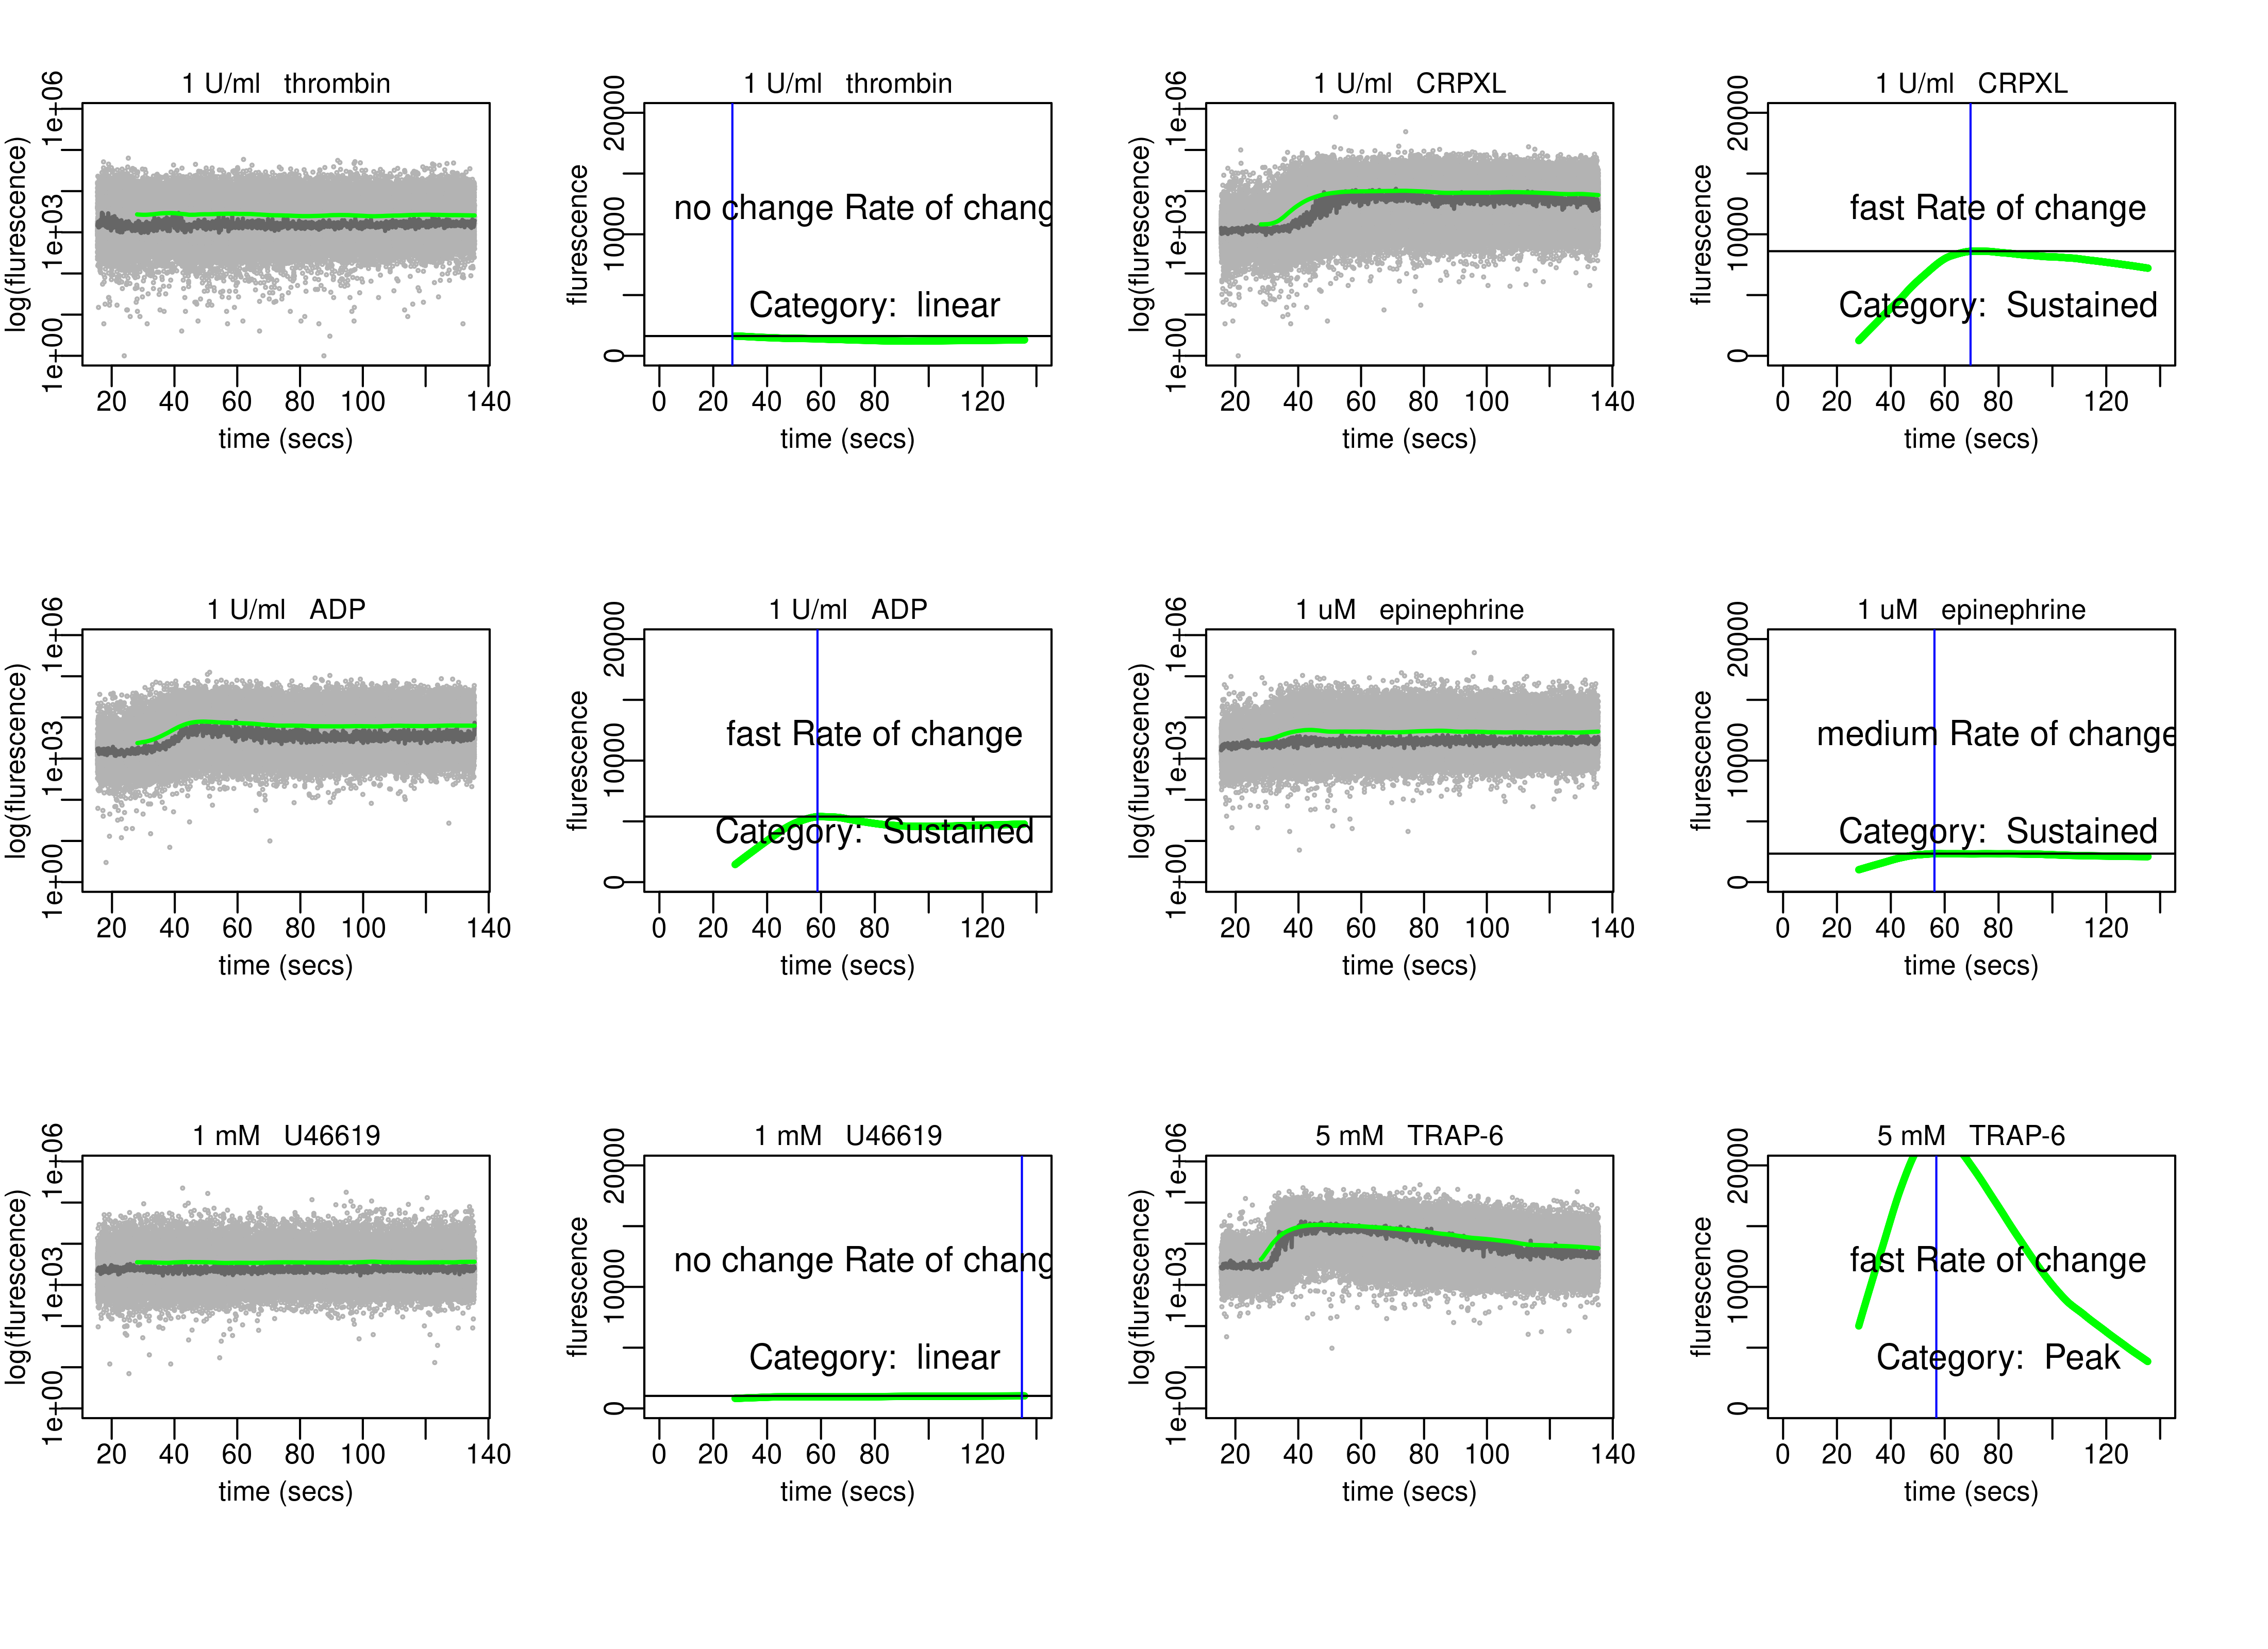 1 U/ml   thrombin
log(flurescence)
1e+00 1e+03 1e+06
20 40 60 80 100 140
time (secs)
1 U/ml   thrombin
flurescence
0 10000 20000
no change Rate of chang
Category:  linear
0 20 40 60 80 120
time (secs)
1 U/ml   CRPXL
log(flurescence)
1e+00 1e+03 1e+06
20 40 60 80 100 140
time (secs)
1 U/ml   CRPXL
flurescence
0 10000 20000
fast Rate of change
Category:  Sustained
0 20 40 60 80 120
time (secs)
1 U/ml   ADP
log(flurescence)
1e+00 1e+03 1e+06
20 40 60 80 100 140
time (secs)
1 U/ml   ADP
flurescence
0 10000 20000
fast Rate of change
Category:  Sustained
0 20 40 60 80 120
time (secs)
1 uM   epinephrine
log(flurescence)
1e+00 1e+03 1e+06
20 40 60 80 100 140
time (secs)
1 uM   epinephrine
flurescence
0 10000 20000
medium Rate of change
Category:  Sustained
0 20 40 60 80 120
time (secs)
1 mM   U46619
log(flurescence)
1e+00 1e+03 1e+06
20 40 60 80 100 140
time (secs)
1 mM   U46619
flurescence
0 10000 20000
no change Rate of chang
Category:  linear
0 20 40 60 80 120
time (secs)
5 mM   TRAP-6
log(flurescence)
1e+00 1e+03 1e+06
20 40 60 80 100 140
time (secs)
5 mM   TRAP-6
flurescence
0 10000 20000
fast Rate of change
Category:  Peak
0 20 40 60 80 120
time (secs)